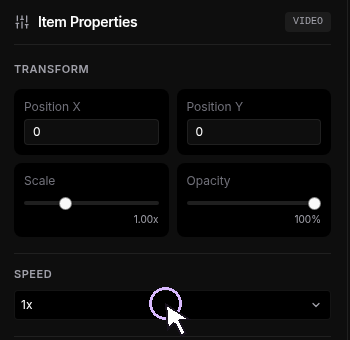 Item Properties
VIDEO
TRANSFORM
Position X
Position Y
0
0
Scale
Opacity
1.00x
100%
SPEED
1x